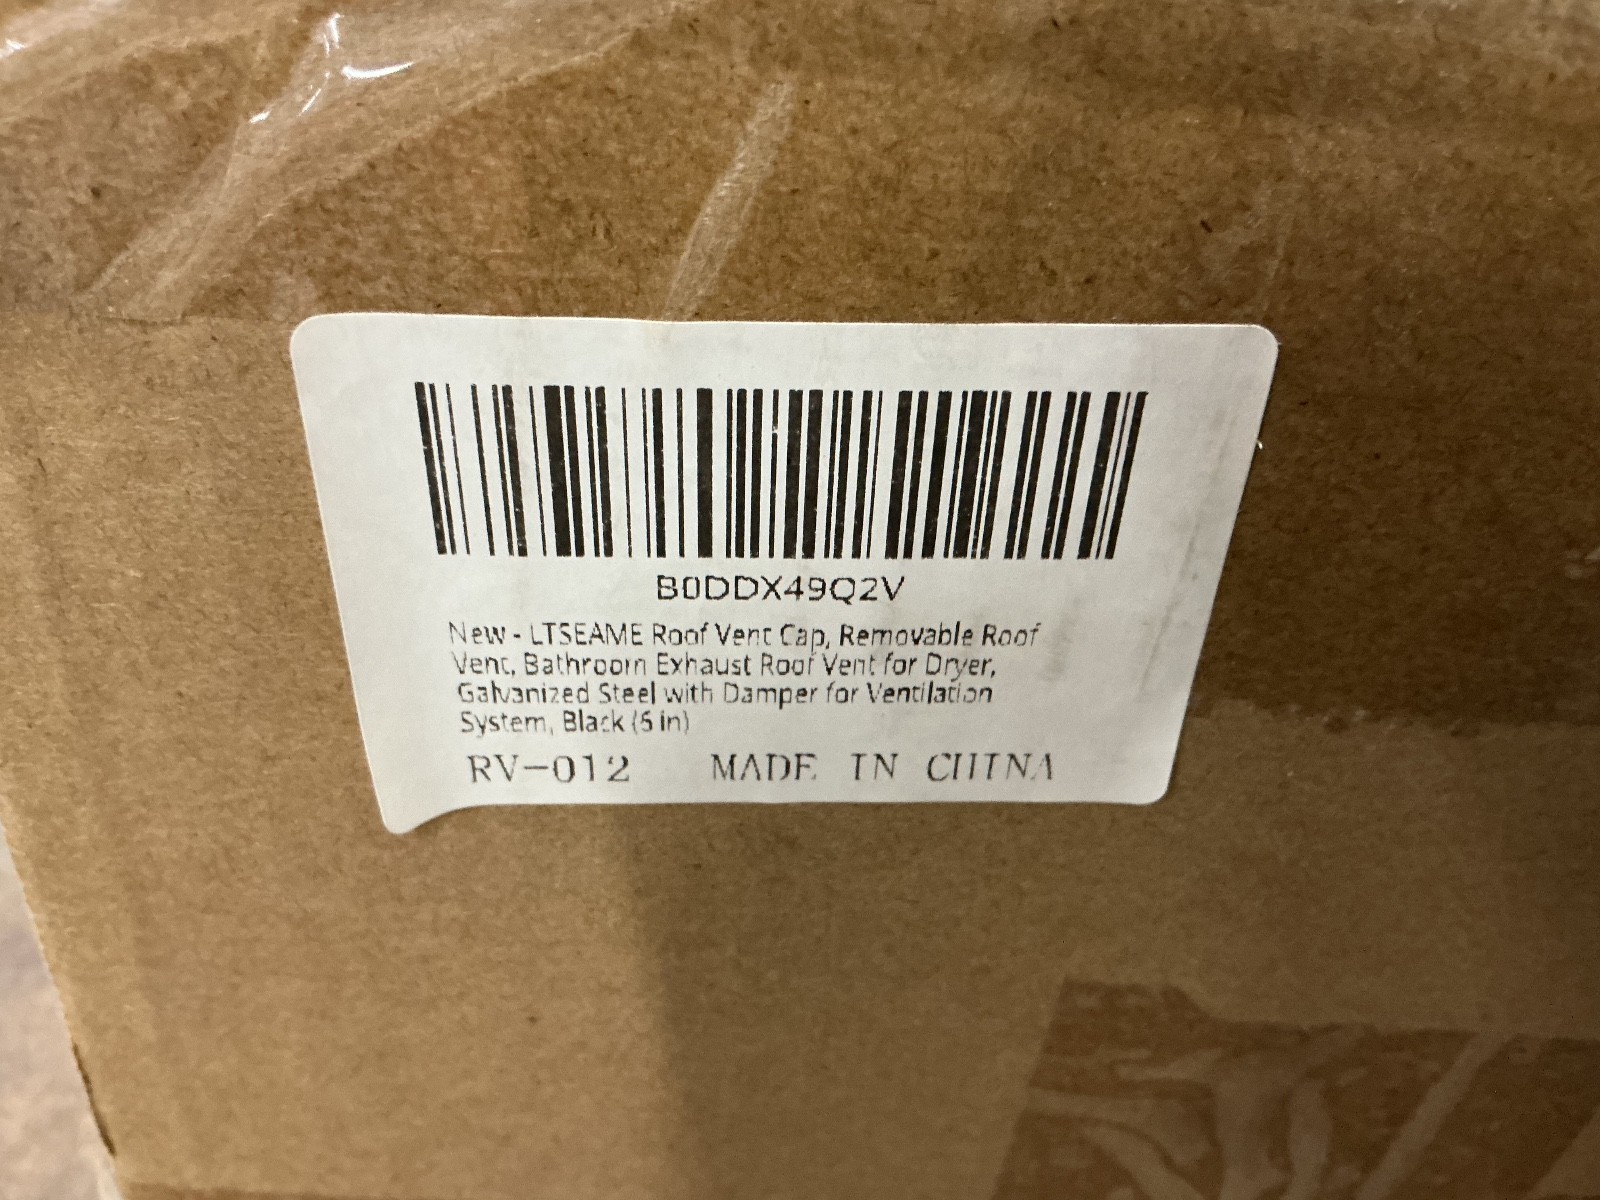 B0DDX49Q2V
New - LTSEAME Roof Vent Cap, Removable Roof
Vent, Bathroom Exhaust Roof Vent for Dryer,
Galvanized Steel with Damper for Ventilation
System, Black (6 in)
RV-012 MADE IN CHINA